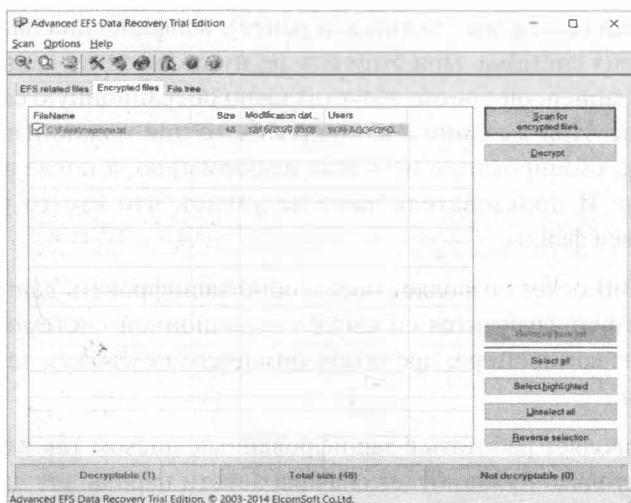 Advanced EFS Data Recovery Trial Edition
Scan Options Help
EFS related files Encrypted files File tree
FileName Size Modification dat... Users
48
Scan for
encrypted files...
Decrypt
Select all
Select highlighted
Unselect all
Reverse selection
Decryptable (1) Total size (48) Not decryptable (0)
Advanced EFS Data Recovery Trial Edition, © 2003-2014 ElcomSoft Co.Ltd.